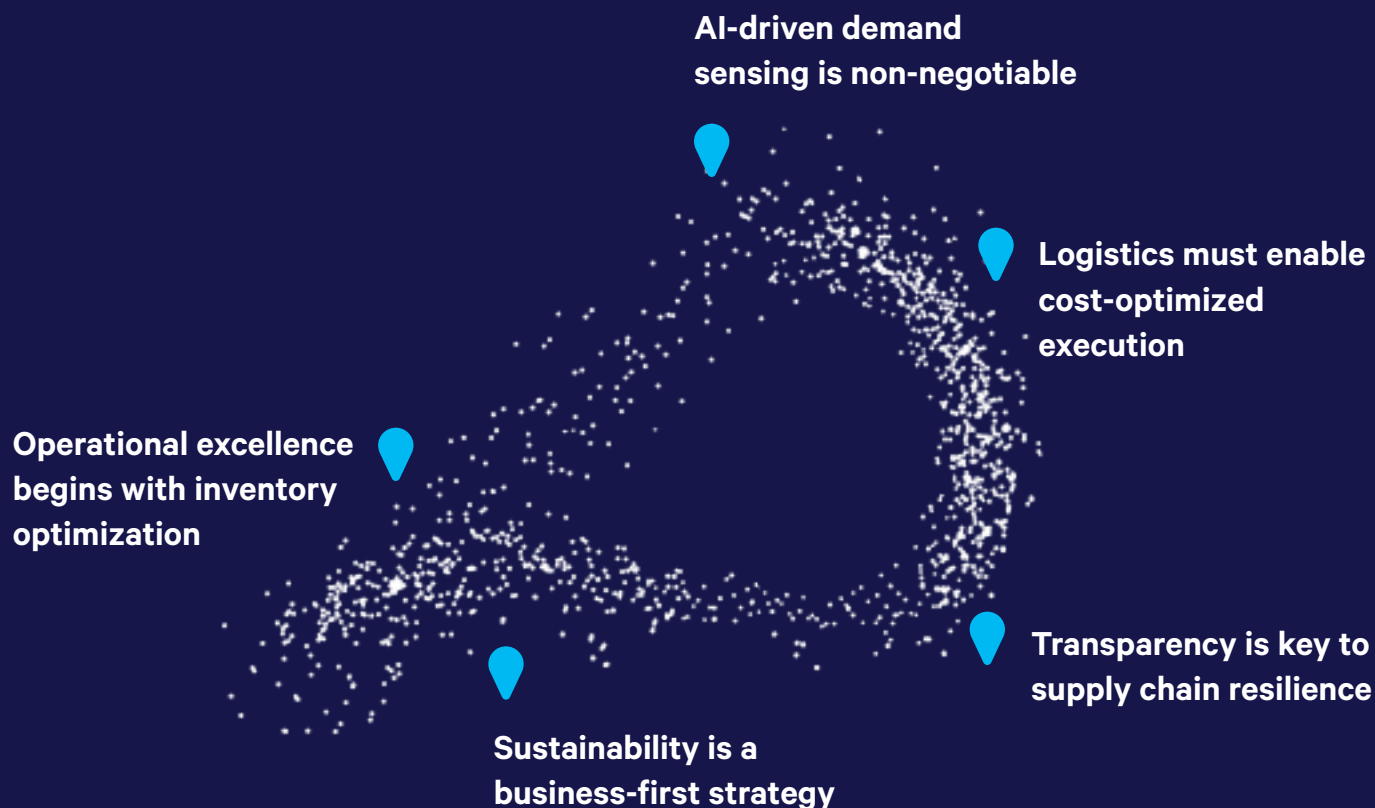 AI-driven demand
sensing is non-negotiable
Logistics must enable
cost-optimized
execution
Operational excellence
begins with inventory
optimization
Transparency is key to
supply chain resilience
Sustainability is a
business-first strategy